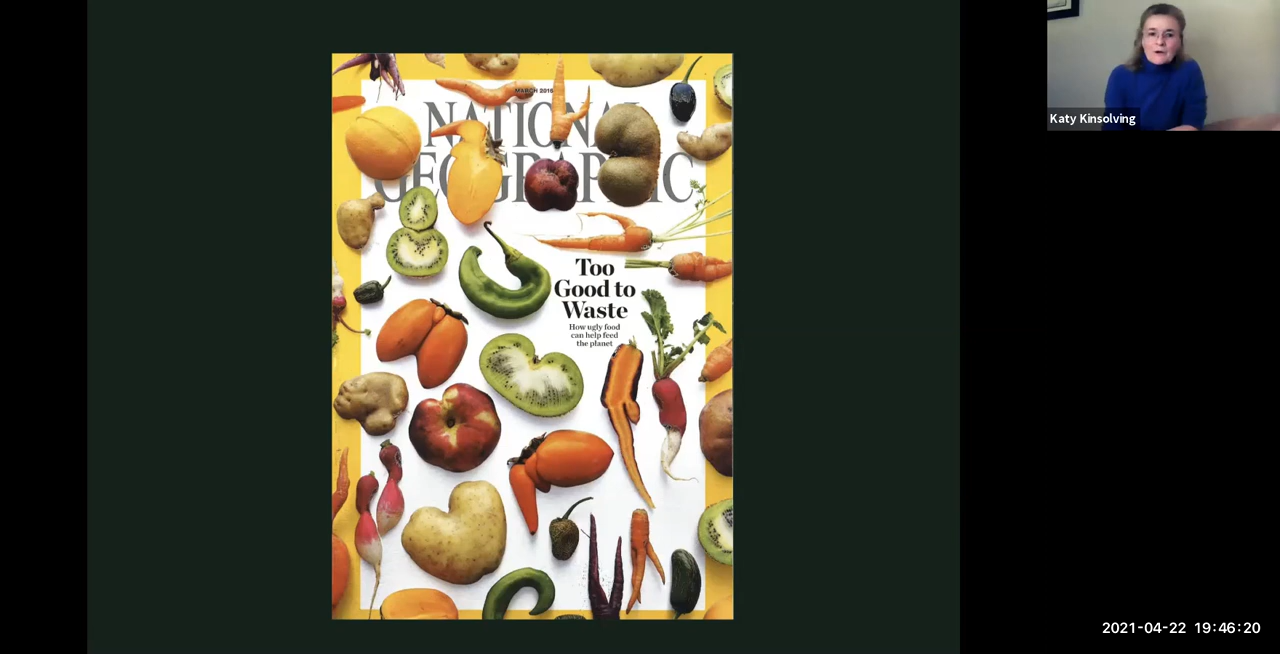 MARCH 2016
NATIONAL
GEOGRAPHIC
Too
Good to
Waste
How ugly food
can help feed
the planet
Katy Kinsolving
2021-04-22 19:46:20